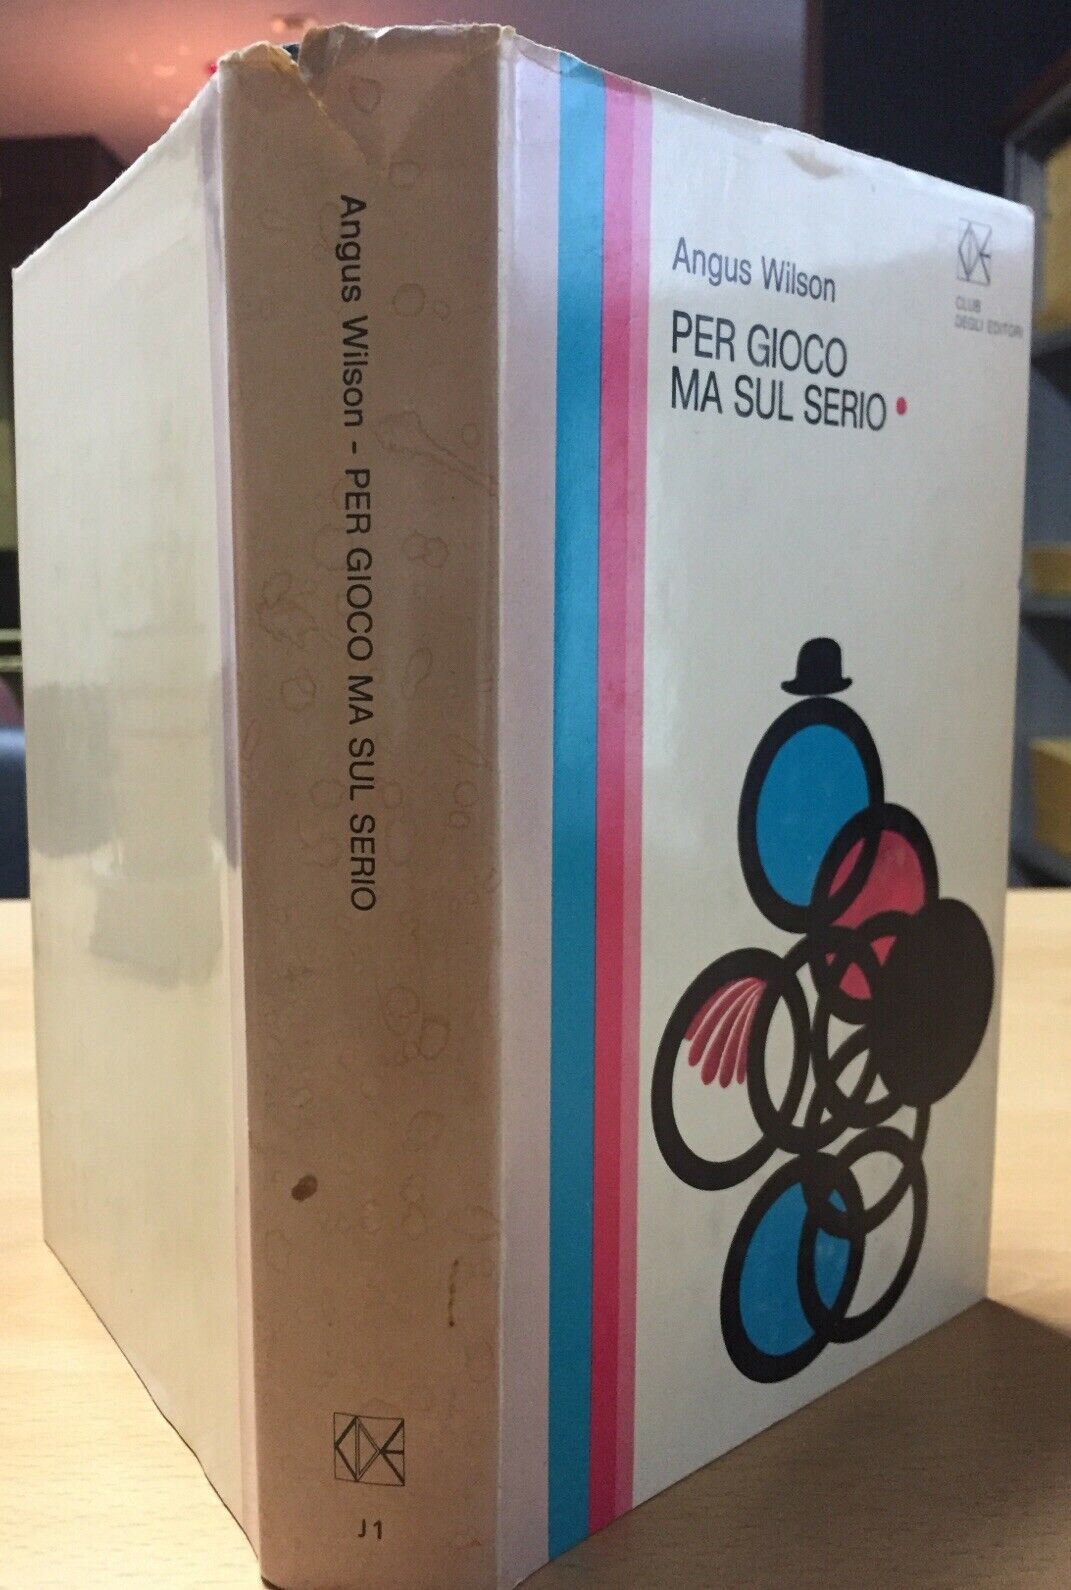 Angus Wilson - PER GIOCO MA SUL SERIO
J1
Angus Wilson
PER GIOCO
MA SUL SERIO
CLUB
DEGLI EDITORI